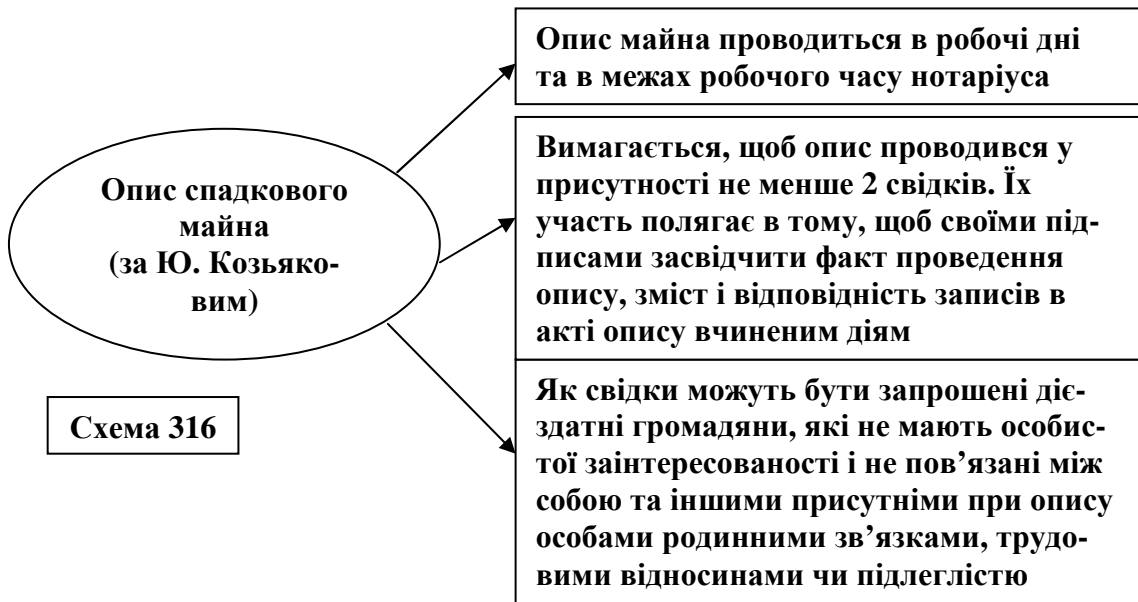 Опис майна проводиться в робочі дні
та в межах робочого часу нотаріуса
Опис спадкового
майна
(за Ю. Козьяко-
вим)
Вимагається, щоб опис проводився у
присутності не менше 2 свідків. Їх
участь полягає в тому, щоб своїми під-
писами засвідчити факт проведення
опису, зміст і відповідність записів в
акті опису вчиненим діям
Як свідки можуть бути запрошені діє-
здатні громадяни, які не мають особис-
тої заінтересованості і не пов’язані між
собою та іншими присутніми при опису
особами родинними зв’язками, трудо-
вими відносинами чи підлеглістю
Схема 316